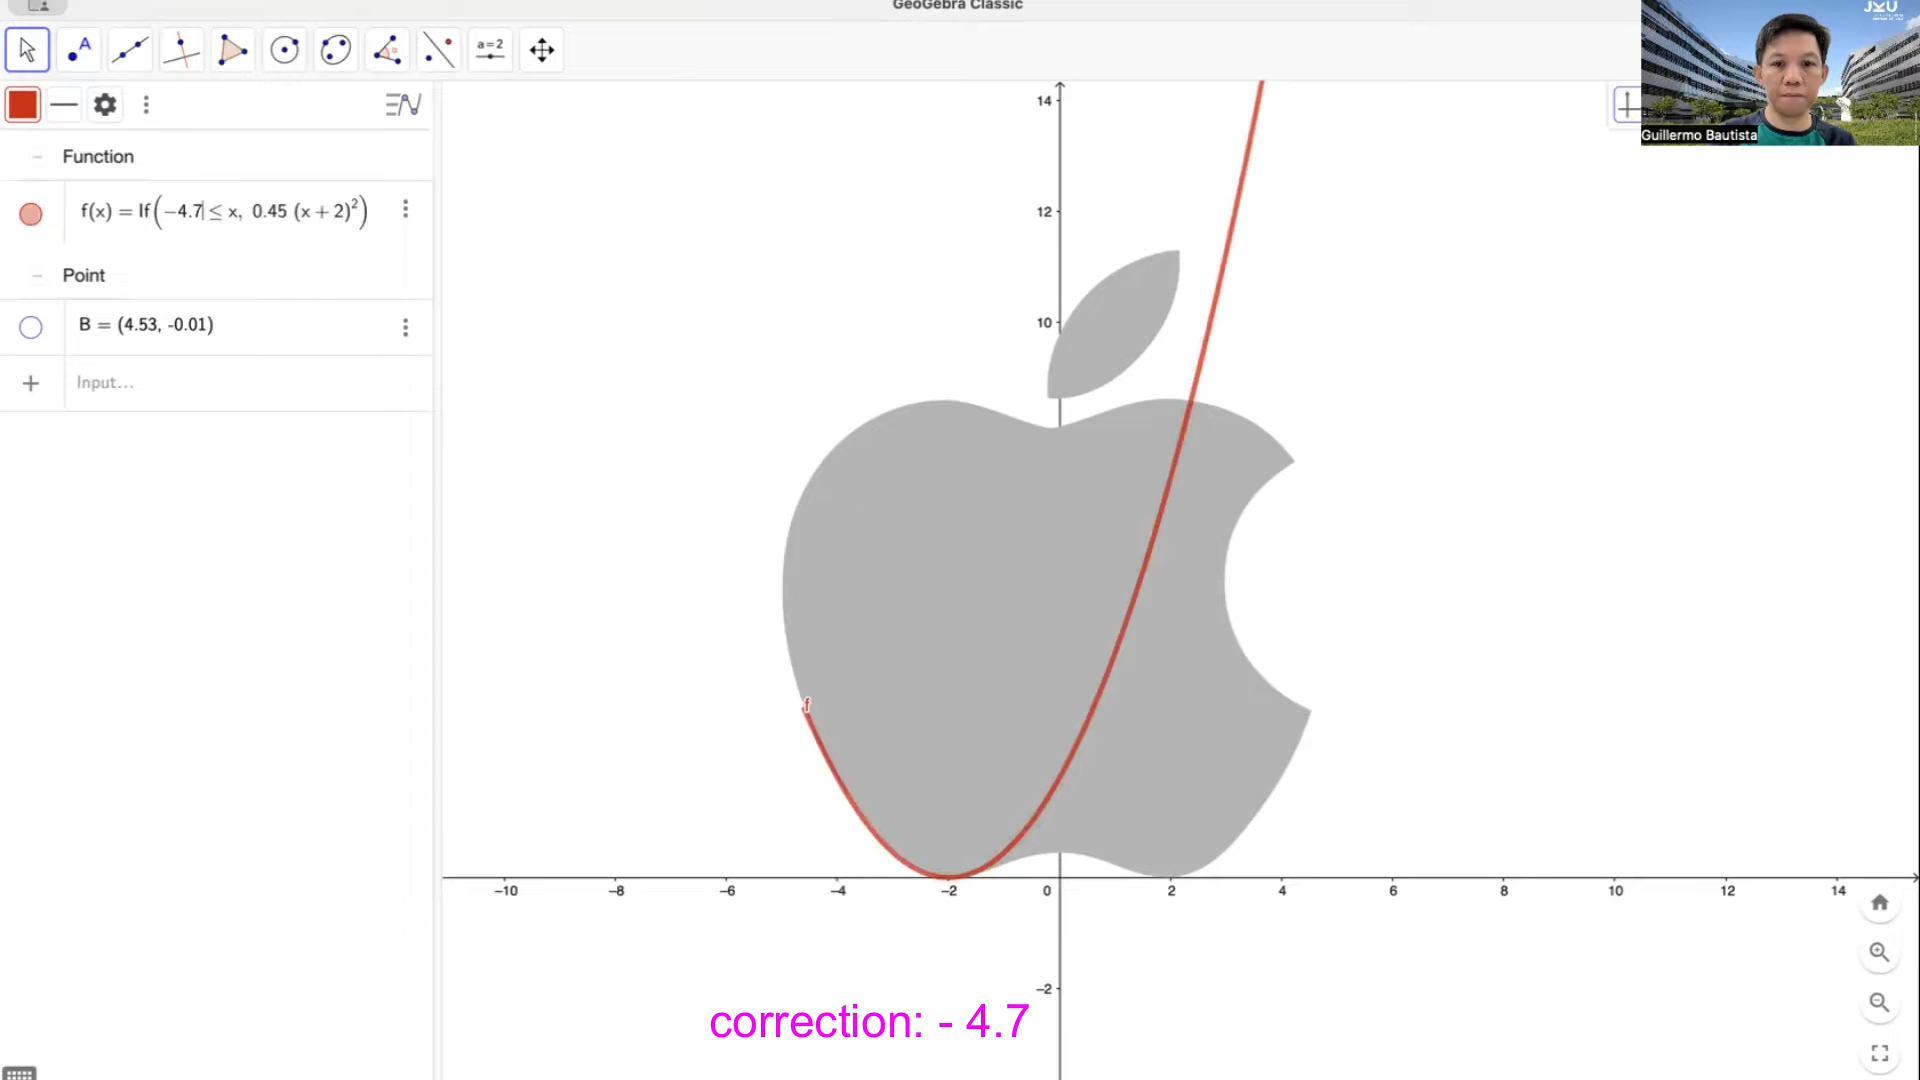 GeoGebra Classic
JKU
A
a=2
Guillermo Bautista
Function
f(x) = If(−4.7 ≤ x, 0.45 (x + 2)²)
Point
B = (4.53, -0.01)
Input...
14
12
10
f
−10 −8 −6 −4 −2 0 2 4 6 8 10 12 14
−2
correction: - 4.7